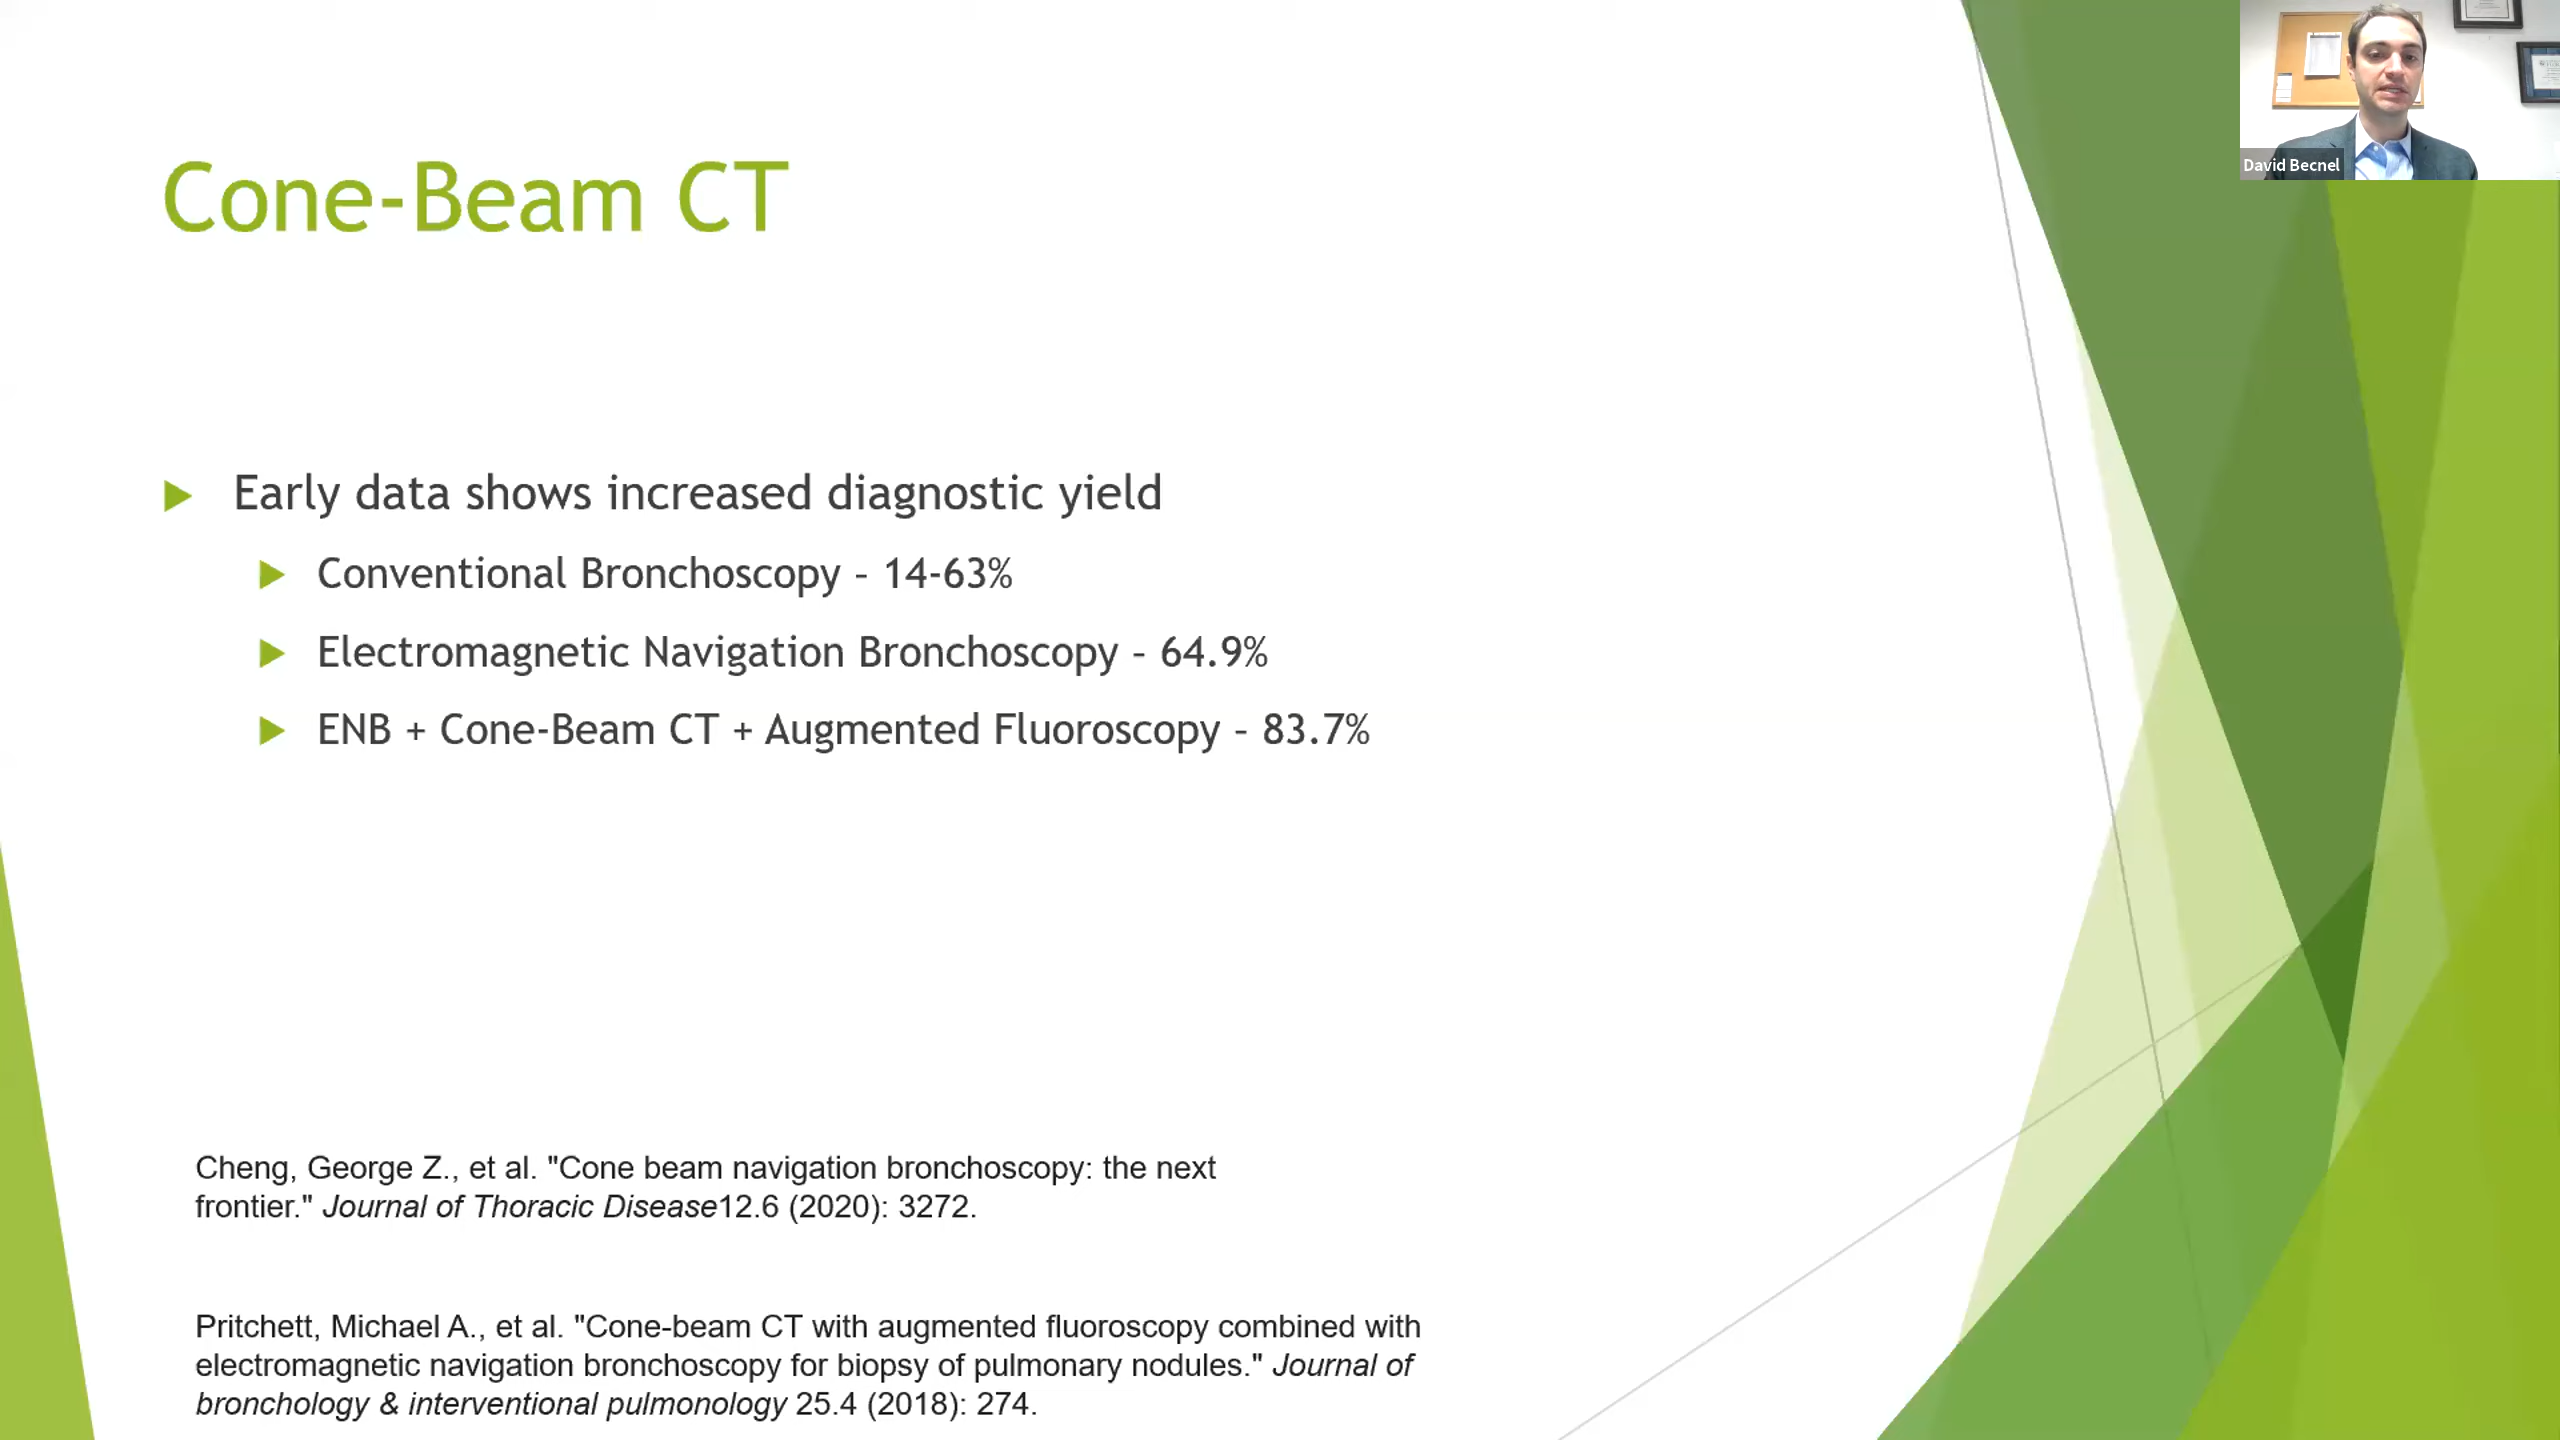 David Becnel
Cone-Beam CT
Early data shows increased diagnostic yield
Conventional Bronchoscopy – 14-63%
Electromagnetic Navigation Bronchoscopy – 64.9%
ENB + Cone-Beam CT + Augmented Fluoroscopy – 83.7%
Cheng, George Z., et al. "Cone beam navigation bronchoscopy: the next
frontier." Journal of Thoracic Disease12.6 (2020): 3272.
Pritchett, Michael A., et al. "Cone-beam CT with augmented fluoroscopy combined with
electromagnetic navigation bronchoscopy for biopsy of pulmonary nodules." Journal of
bronchology & interventional pulmonology 25.4 (2018): 274.